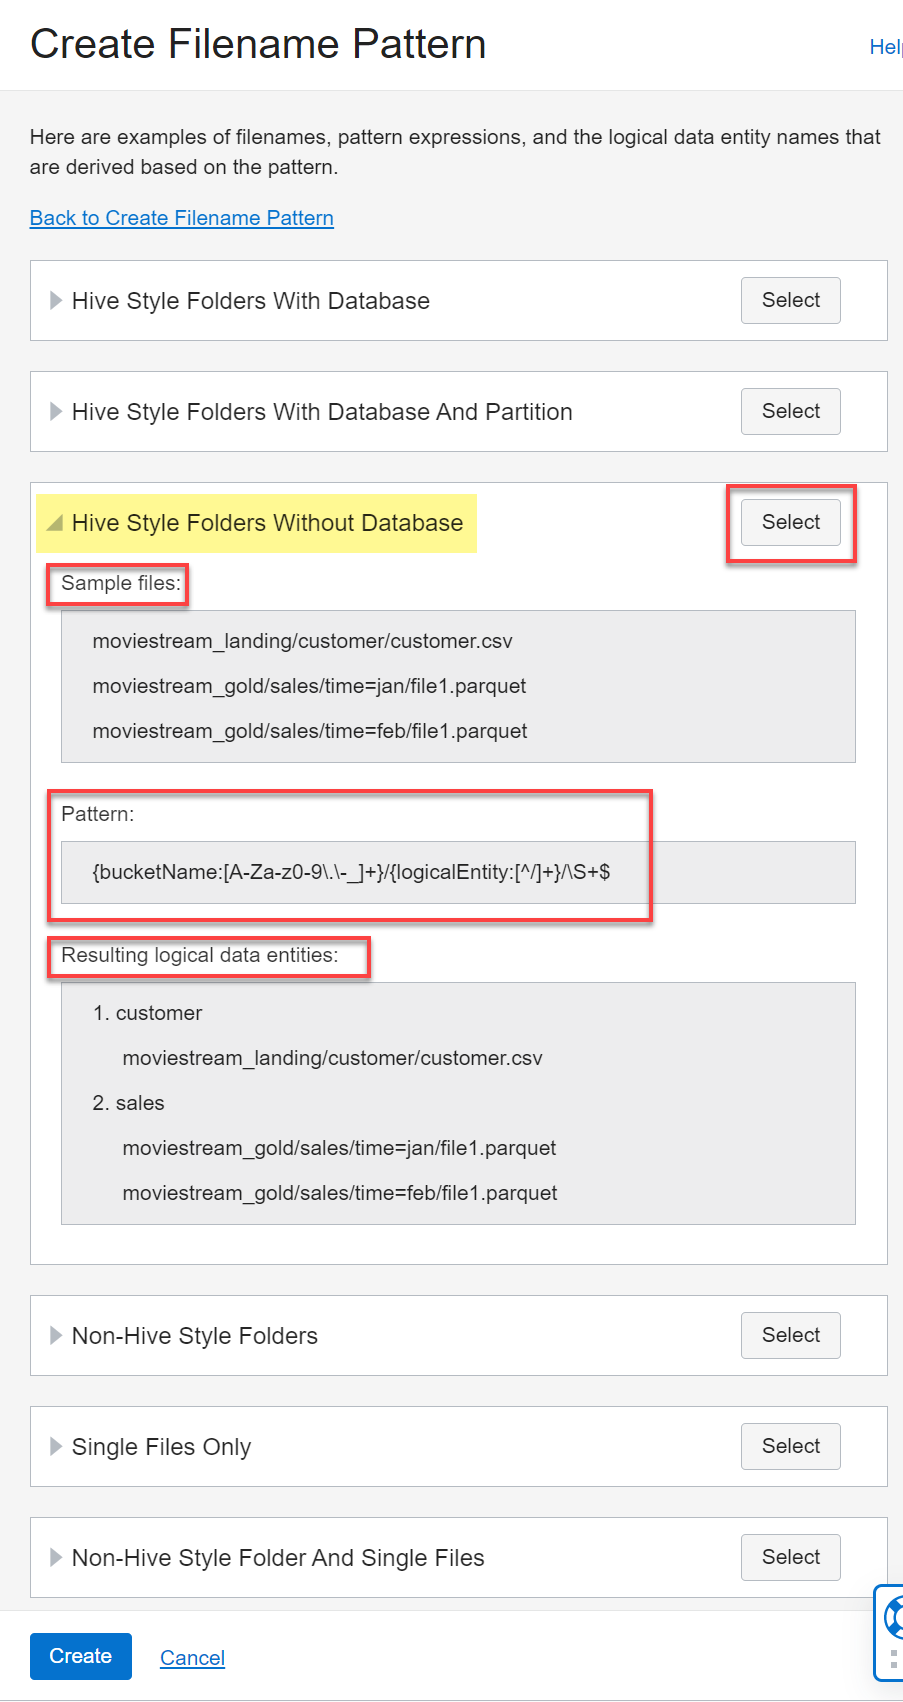 Create Filename Pattern
Help
Here are examples of filenames, pattern expressions, and the logical data entity names that
are derived based on the pattern.
Back to Create Filename Pattern
Hive Style Folders With Database
Select
Hive Style Folders With Database And Partition
Select
Hive Style Folders Without Database
Select
Sample files:
moviestream_landing/customer/customer.csv
moviestream_gold/sales/time=jan/file1.parquet
moviestream_gold/sales/time=feb/file1.parquet
Pattern:
{bucketName:[A-Za-z0-9\.\-_]+}/{logicalEntity:[^/]+}/\S+$
Resulting logical data entities:
1. customer
moviestream_landing/customer/customer.csv
2. sales
moviestream_gold/sales/time=jan/file1.parquet
moviestream_gold/sales/time=feb/file1.parquet
Non-Hive Style Folders
Select
Single Files Only
Select
Non-Hive Style Folder And Single Files
Select
Create
Cancel